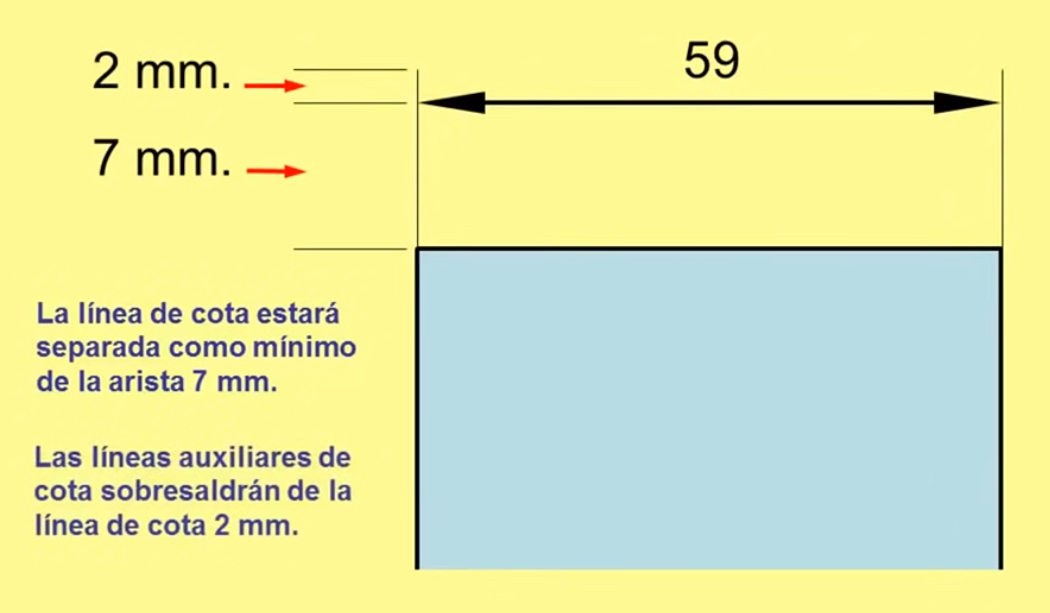 2 mm.
59
7 mm.
La línea de cota estará
separada como mínimo
de la arista 7 mm.
Las líneas auxiliares de
cota sobresaldrán de la
línea de cota 2 mm.